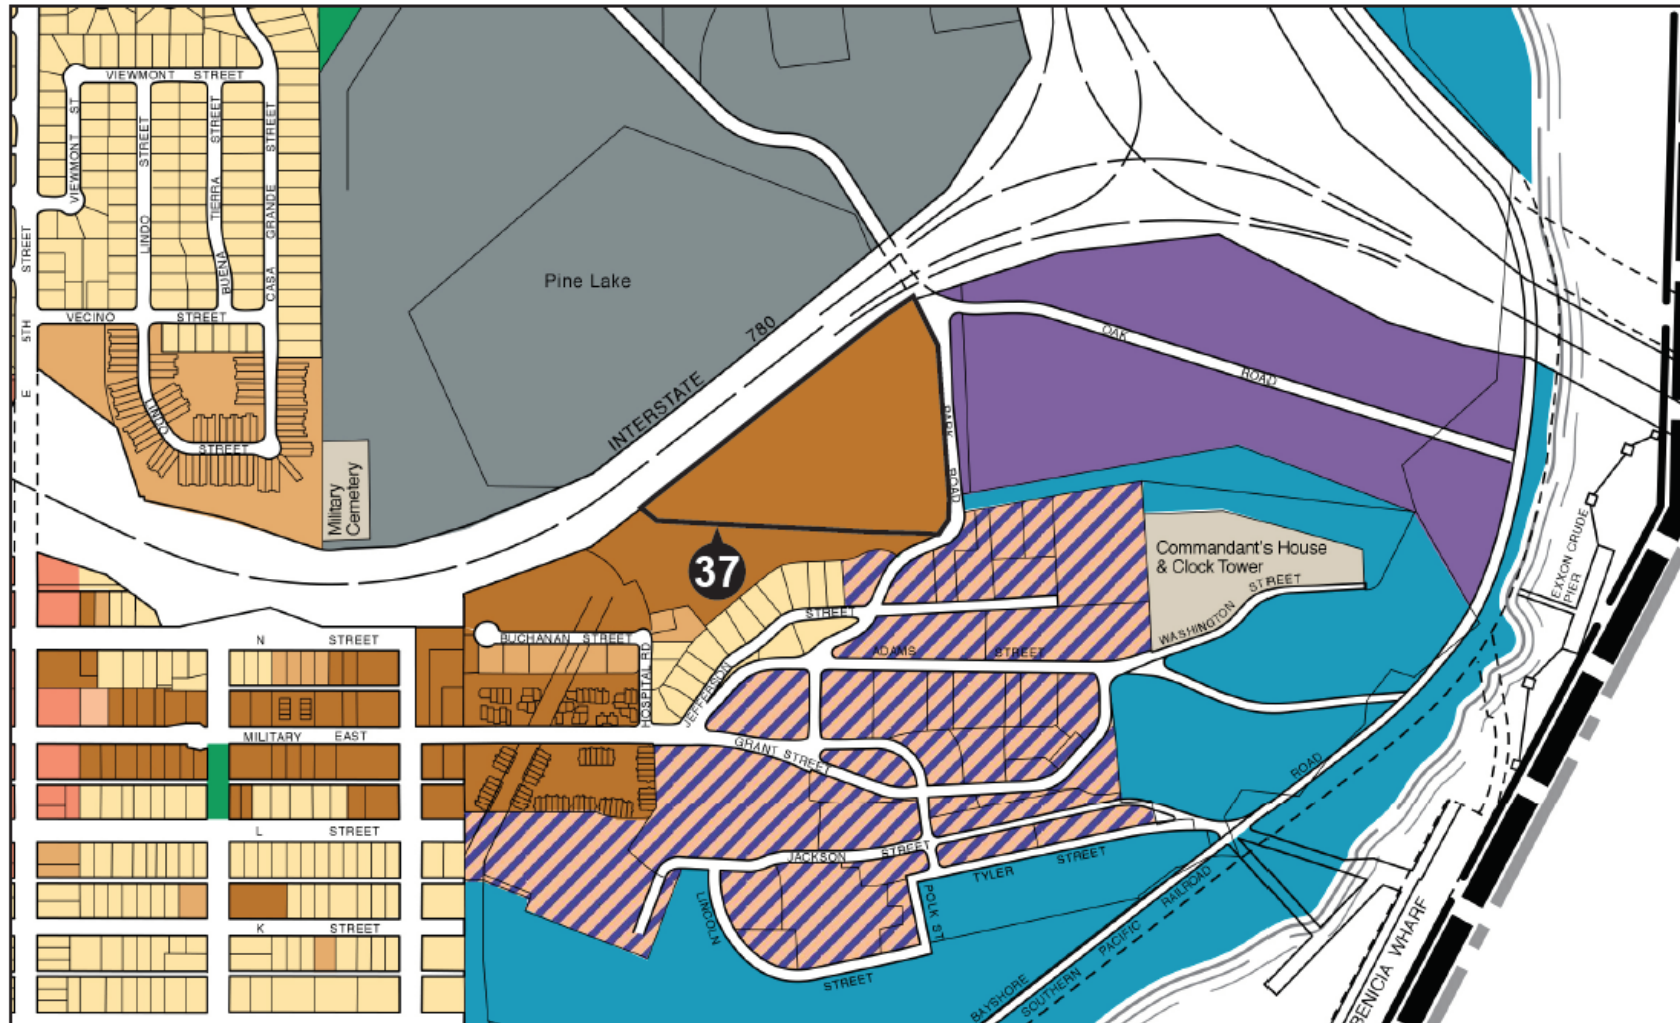 VIEWMONT STREET
VIEWMONT ST
LINDO STREET
TIERRA STREET
BUENA
CASA GRANDE STREET
E 5TH STREET
VECINO STREET
LINDO
STREET
Pine Lake
INTERSTATE 780
Military
Cemetery
OAK ROAD
PARK ROAD
37
Commandant's House
& Clock Tower
WASHINGTON STREET
EXXON CRUDE
PIER
N STREET
BUCHANAN STREET
HOSPITAL RD
JEFFERSON STREET
ADAMS STREET
MILITARY EAST
GRANT STREET
L STREET
JACKSON STREET
TYLER STREET
POLK ST
LINCOLN STREET
K STREET
BAYSHORE ROAD
SOUTHERN PACIFIC RAILROAD
BENICIA WHARF